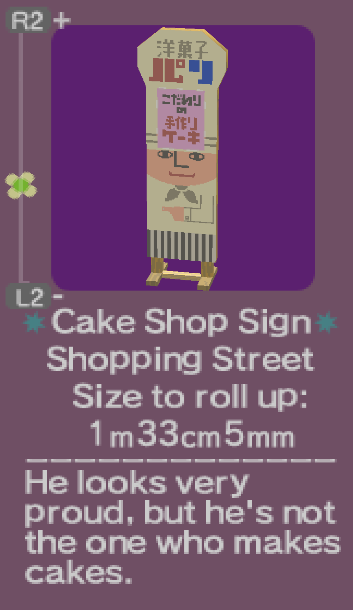 R2 +
洋菓子
パリ
こだわり
の
手作り
ケーキ
L2 -
Cake Shop Sign
Shopping Street
Size to roll up:
1m33cm5mm
He looks very
proud, but he's not
the one who makes
cakes.